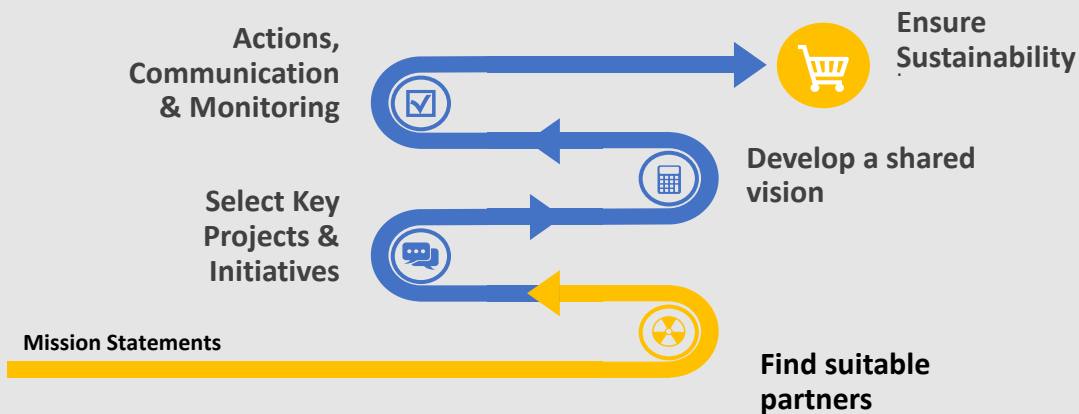 Actions,
Communication
& Monitoring
Ensure
Sustainability
.
Develop a shared
vision
Select Key
Projects &
Initiatives
Mission Statements
Find suitable
partners